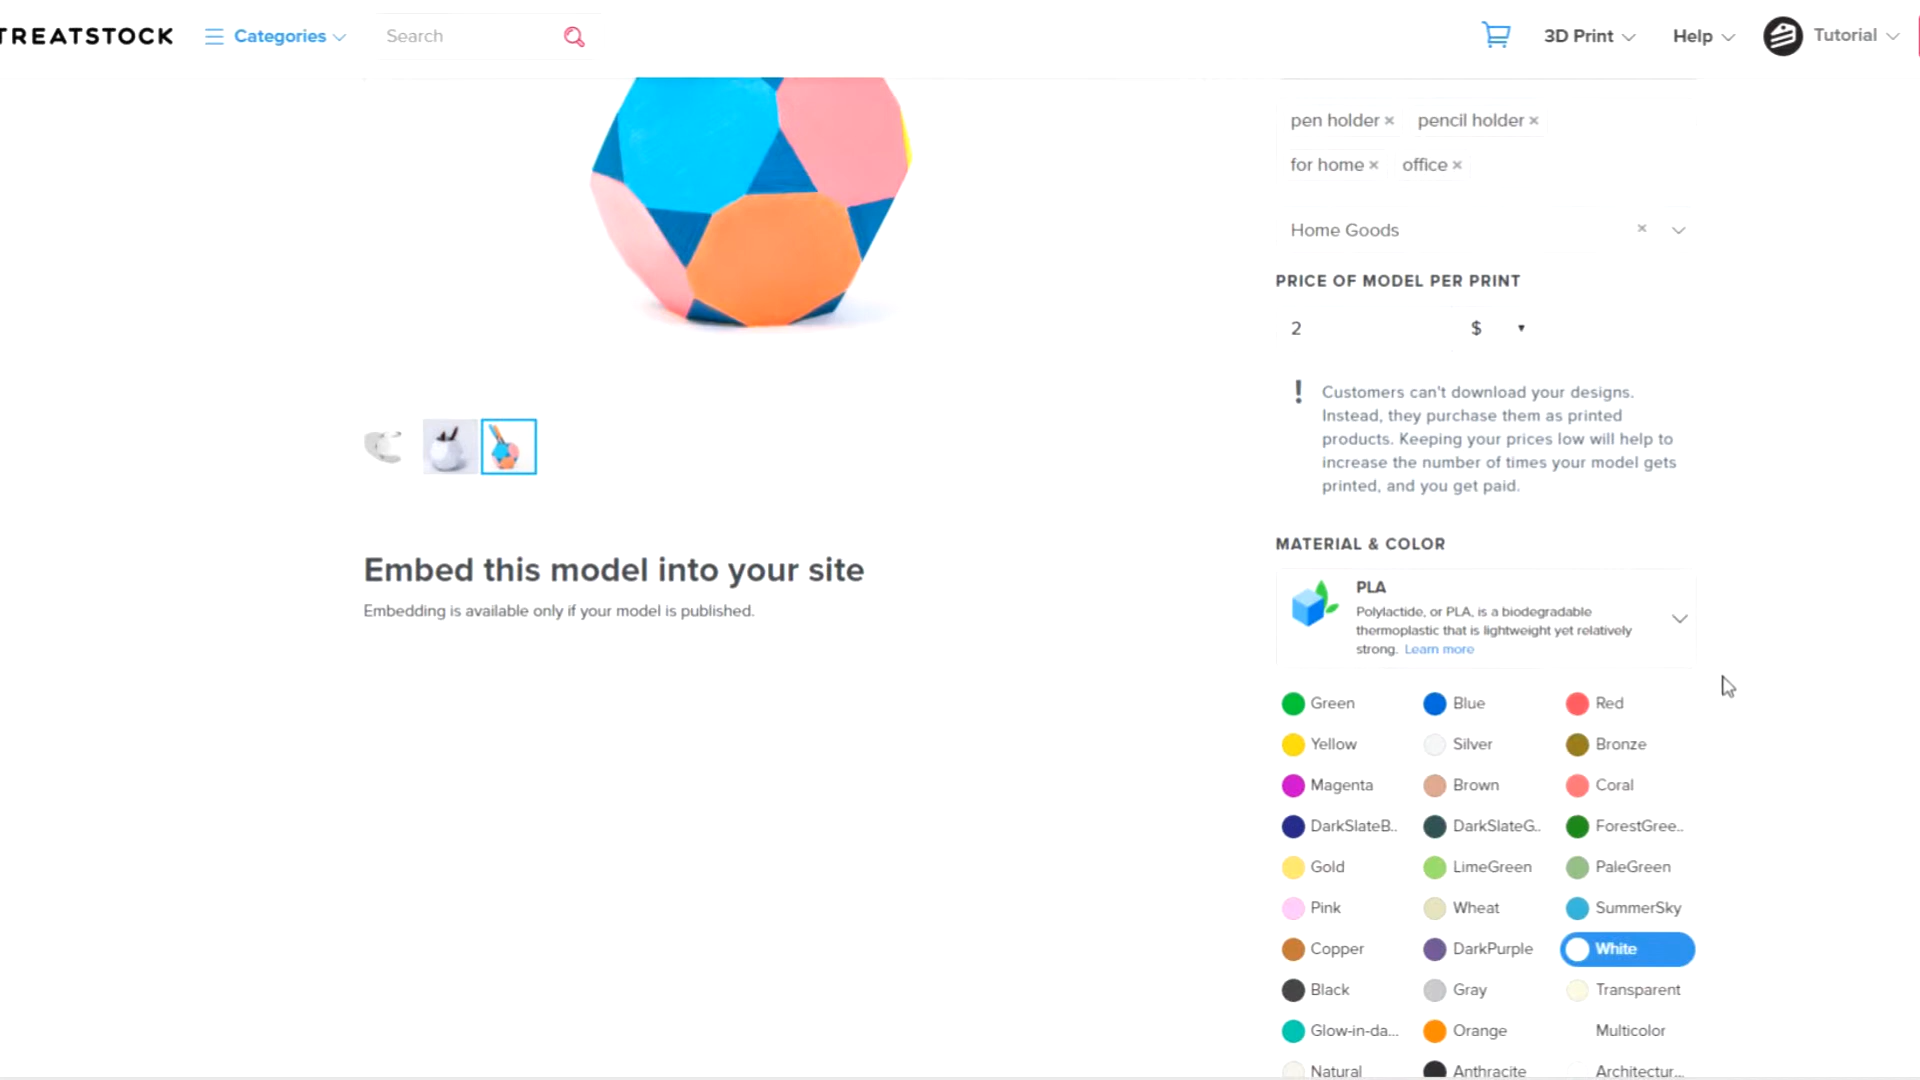 TREATSTOCK
Categories
Search
3D Print
Help
Tutorial
pen holder × pencil holder ×
for home × office ×
Home Goods ×
PRICE OF MODEL PER PRINT
2 $
! Customers can't download your designs.
Instead, they purchase them as printed
products. Keeping your prices low will help to
increase the number of times your model gets
printed, and you get paid.
Embed this model into your site
Embedding is available only if your model is published.
MATERIAL & COLOR
PLA
Polylactide, or PLA, is a biodegradable
thermoplastic that is lightweight yet relatively
strong. Learn more
Green Blue Red
Yellow Silver Bronze
Magenta Brown Coral
DarkSlateB.. DarkSlateG.. ForestGree..
Gold LimeGreen PaleGreen
Pink Wheat SummerSky
Copper DarkPurple White
Black Gray Transparent
Glow-in-da... Orange Multicolor
Natural Anthracite Architectur...